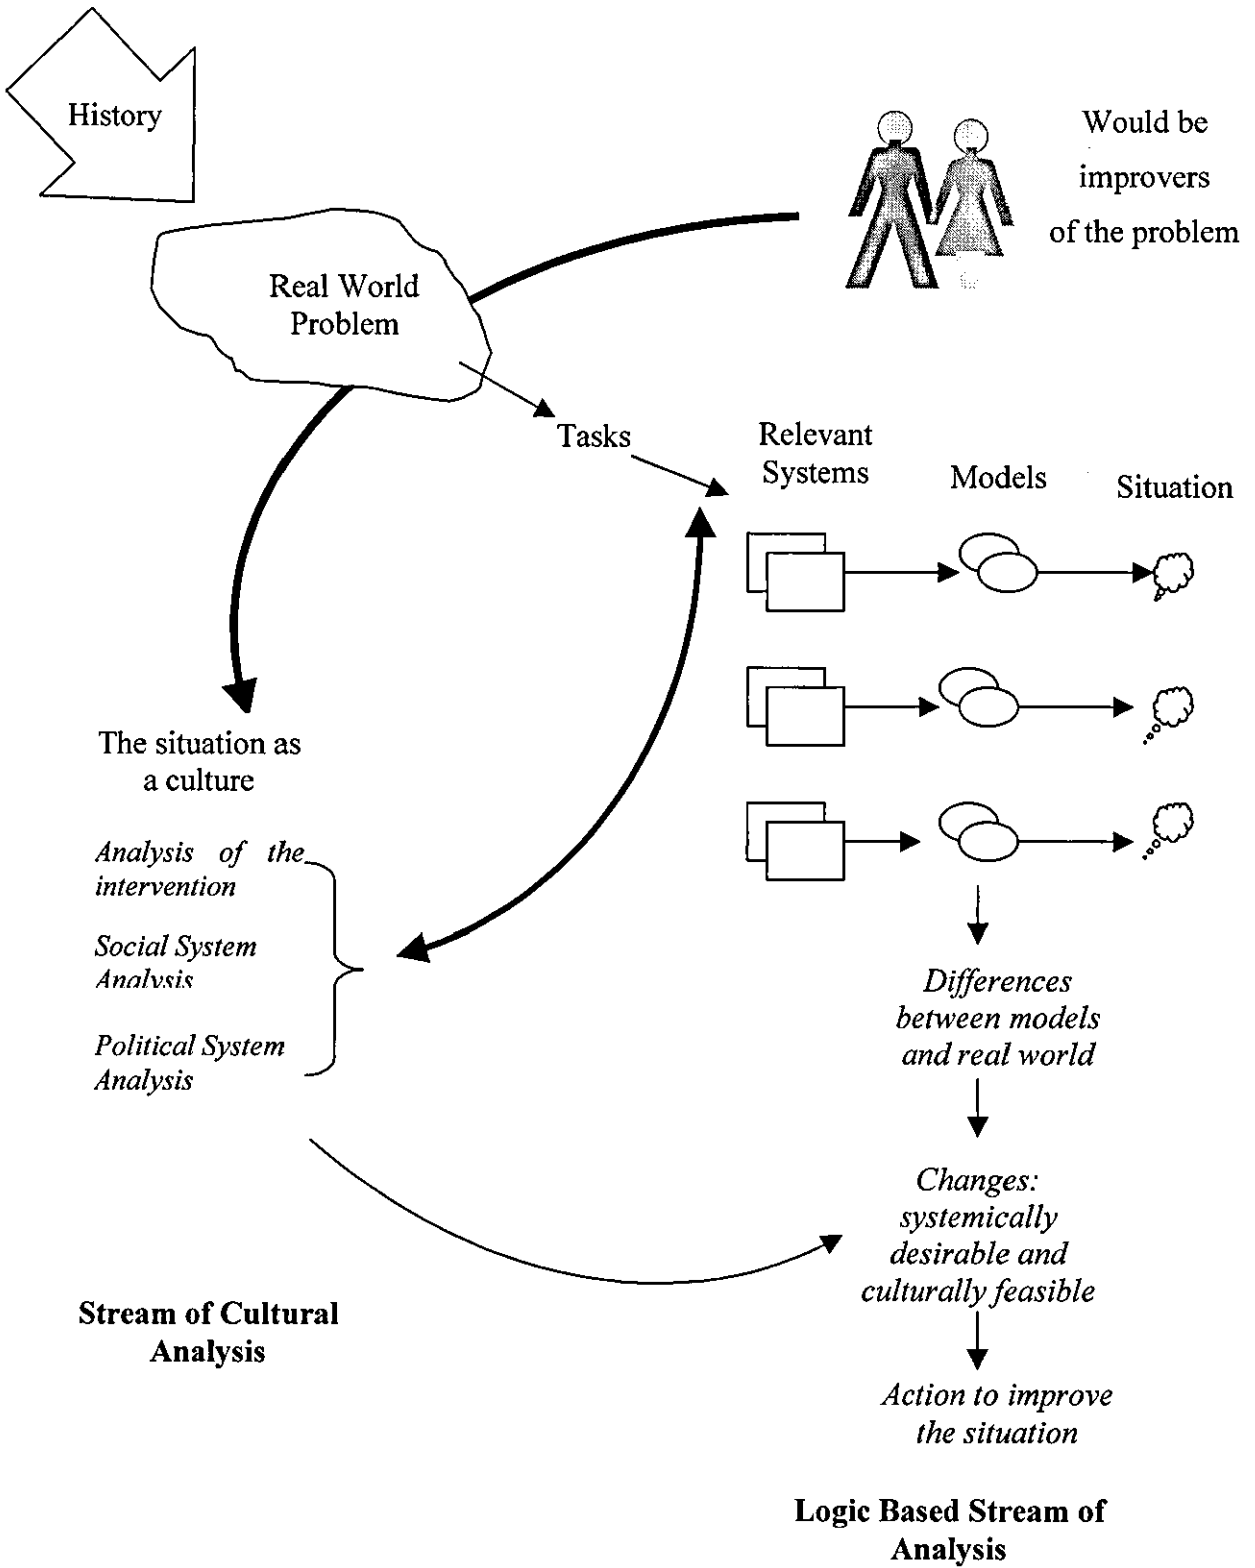 History
Would be
improvers
of the problem
Real World
Problem
Tasks
Relevant
Systems
Models
Situation
The situation as
a culture
Analysis of the
intervention
Social System
Analysis
Political System
Analysis
Differences
between models
and real world
Changes:
systemically
desirable and
culturally feasible
Action to improve
the situation
Stream of Cultural
Analysis
Logic Based Stream of
Analysis